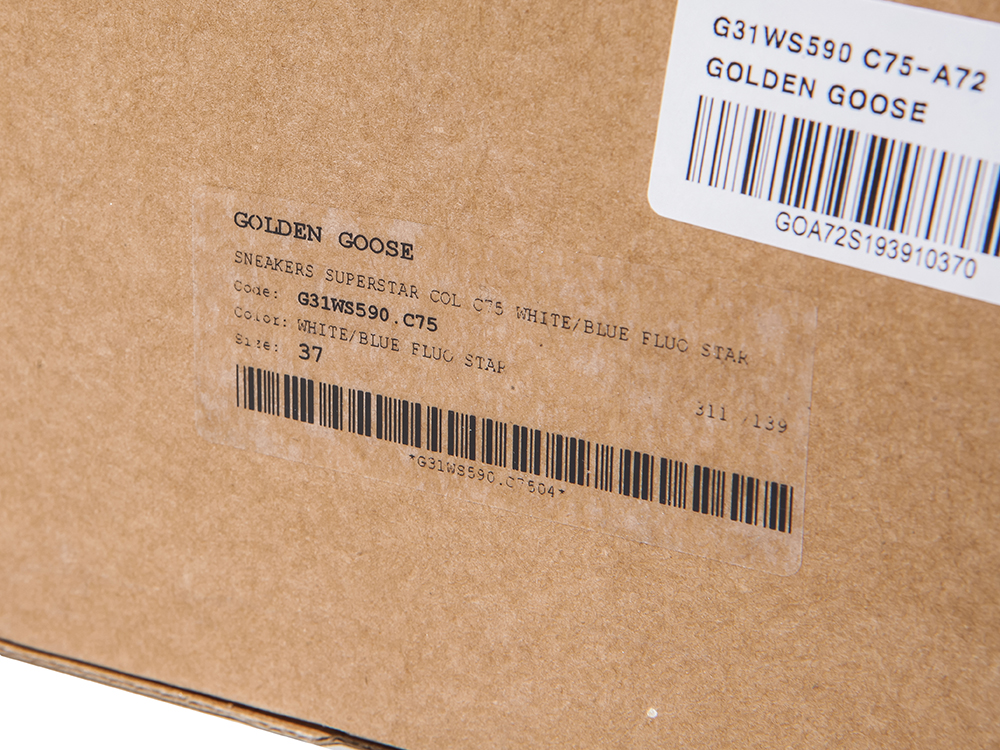 G31WS590 C75-A72
GOLDEN GOOSE
GOA72S193910370
GOLDEN GOOSE
SNEAKERS SUPERSTAR COL C75 WHITE/BLUE FLUO STAR
Code: G31WS590.C75
Color: WHITE/BLUE FLUO STAR
Size: 37
311 /139
*G31WS590.C7504*